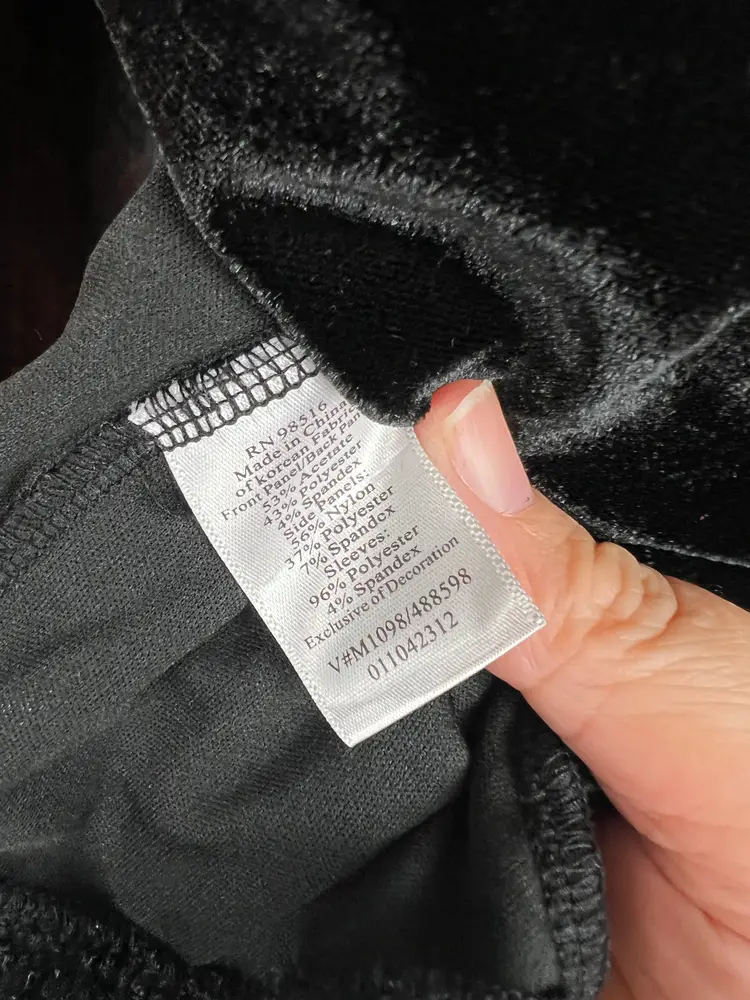 RN 98516
Made in China
of korean Fabric
Front Panel/Back Pan
53% Acetate
43% Polyester
4% Spandex
Side Panels:
56% Nylon
37% Polyester
7% Spandex
Sleeves:
96% Polyester
4% Spandex
Exclusive of Decoration
V#M1098/488598
011042312